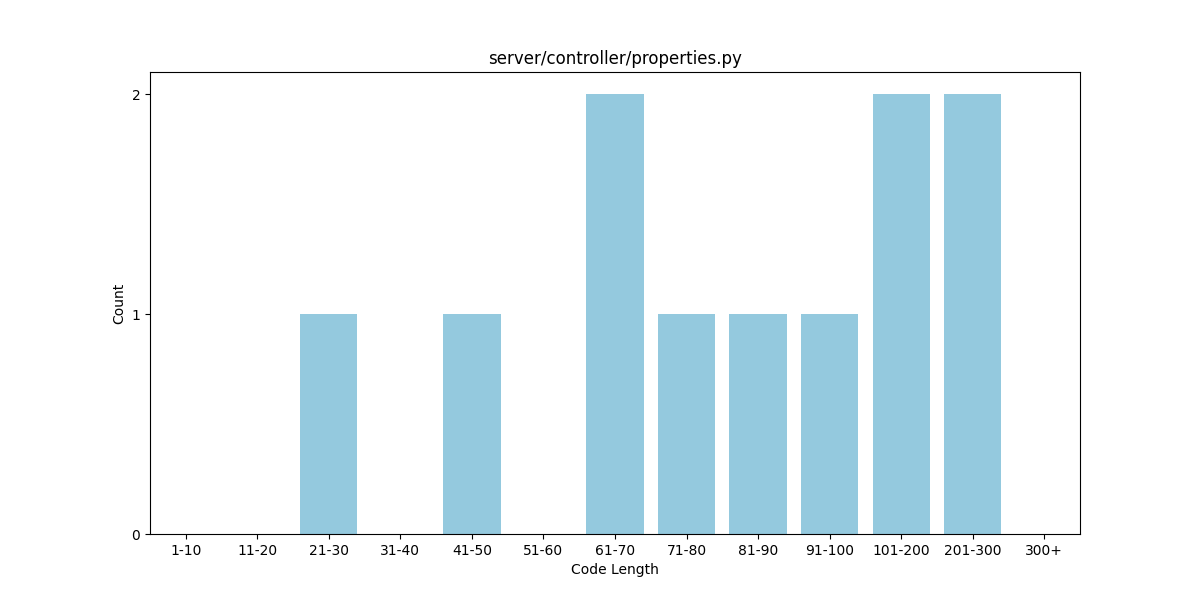 server/controller/properties.py
2
1
0
Count
1-10 11-20 21-30 31-40 41-50 51-60 61-70 71-80 81-90 91-100 101-200 201-300 300+
Code Length